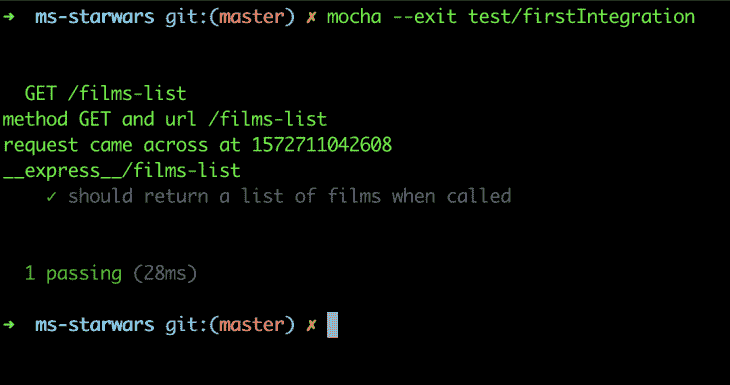 ➜ ms-starwars git:(master) ✗ mocha --exit test/firstIntegration
GET /films-list
method GET and url /films-list
request came across at 1572711042608
__express__/films-list
✓ should return a list of films when called
1 passing (28ms)
➜ ms-starwars git:(master) ✗